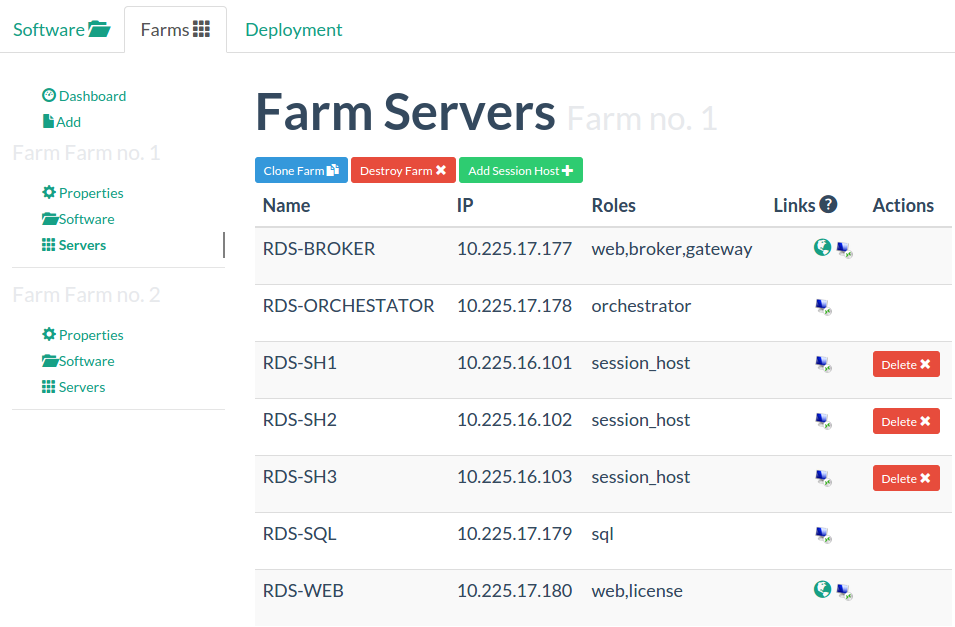 Software Farms Deployment
Dashboard
Add
Farm Farm no. 1
Properties
Software
Servers
Farm Farm no. 2
Properties
Software
Servers
Farm Servers Farm no. 1
Clone Farm Destroy Farm Add Session Host
Name IP Roles Links ? Actions
RDS-BROKER 10.225.17.177 web,broker,gateway
RDS-ORCHESTATOR 10.225.17.178 orchestrator
RDS-SH1 10.225.16.101 session_host Delete
RDS-SH2 10.225.16.102 session_host Delete
RDS-SH3 10.225.16.103 session_host Delete
RDS-SQL 10.225.17.179 sql
RDS-WEB 10.225.17.180 web,license